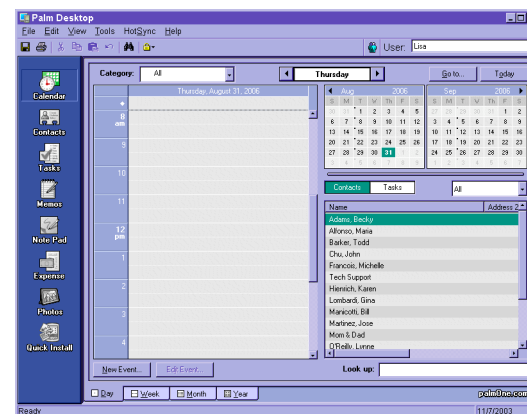 Palm Desktop
File Edit View Tools HotSync Help
User: Lisa
Category: All
Thursday
Go to... Today
Calendar
Contacts
Tasks
Memos
Note Pad
Expense
Photos
Quick Install
Thursday, August 31, 2006
8 am
9
10
11
12 pm
1
2
3
4
Aug 2006
S M T W Th F S
1 2 3 4 5
6 7 8 9 10 11 12
13 14 15 16 17 18 19
20 21 22 23 24 25 26
27 28 29 30 31
Sep 2006
S M T W Th F S
1 2
3 4 5 6 7 8 9
10 11 12 13 14 15 16
17 18 19 20 21 22 23
24 25 26 27 28 29 30
Contacts Tasks All
Name Address 2
Adams, Becky
Alfonso, Maria
Barker, Todd
Chu, John
Francois, Michelle
Tech Support
Hienrich, Karen
Lombardi, Gina
Manicotti, Bill
Martinez, Jose
Mom & Dad
O'Reilly, Lynne
New Event... Edit Event...
Look up:
Day Week Month Year
palmOne.com
Ready 11/7/2003